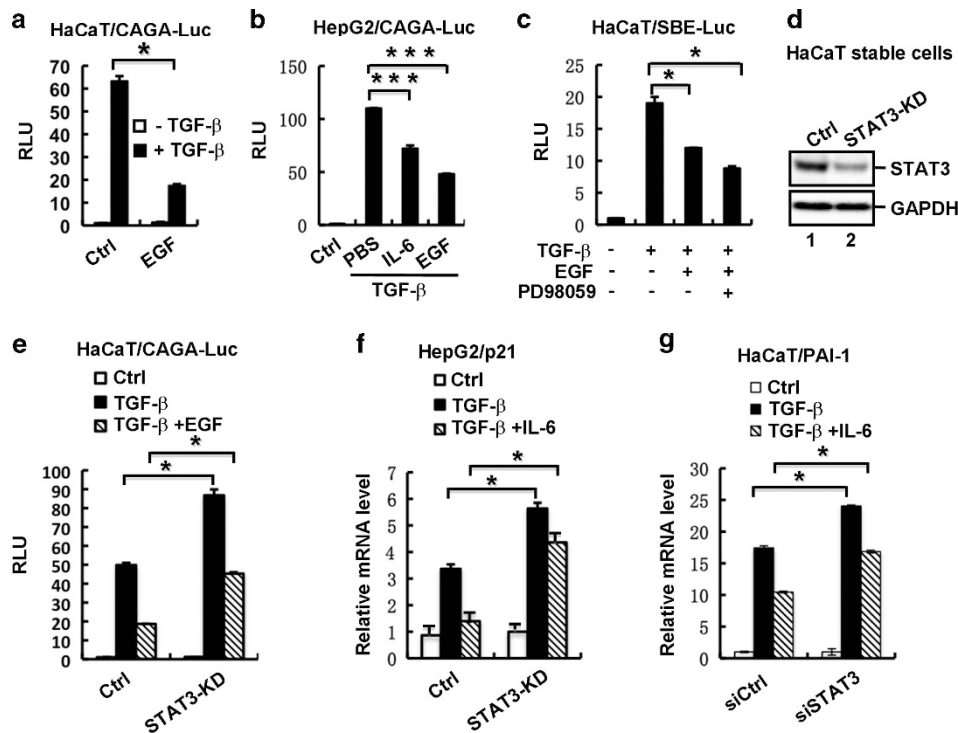 a
HaCaT/CAGA-Luc
*
70
60
50
40
30
20
10
0
RLU
- TGF-β
+ TGF-β
Ctrl
EGF
b
HepG2/CAGA-Luc
***
***
150
100
50
0
RLU
Ctrl
PBS
IL-6
EGF
TGF-β
c
HaCaT/SBE-Luc
*
*
25
20
15
10
5
0
RLU
TGF-β - + + +
EGF - - + +
PD98059 - - - +
d
HaCaT stable cells
Ctrl
STAT3-KD
STAT3
GAPDH
1 2
e
HaCaT/CAGA-Luc
Ctrl
TGF-β
TGF-β +EGF
*
*
100
90
80
70
60
50
40
30
20
10
0
RLU
Ctrl
STAT3-KD
f
HepG2/p21
Ctrl
TGF-β
TGF-β +IL-6
*
*
7
6
5
4
3
2
1
0
Relative mRNA level
Ctrl
STAT3-KD
g
HaCaT/PAI-1
Ctrl
TGF-β
TGF-β +IL-6
*
*
30
25
20
15
10
5
0
Relative mRNA level
siCtrl
siSTAT3